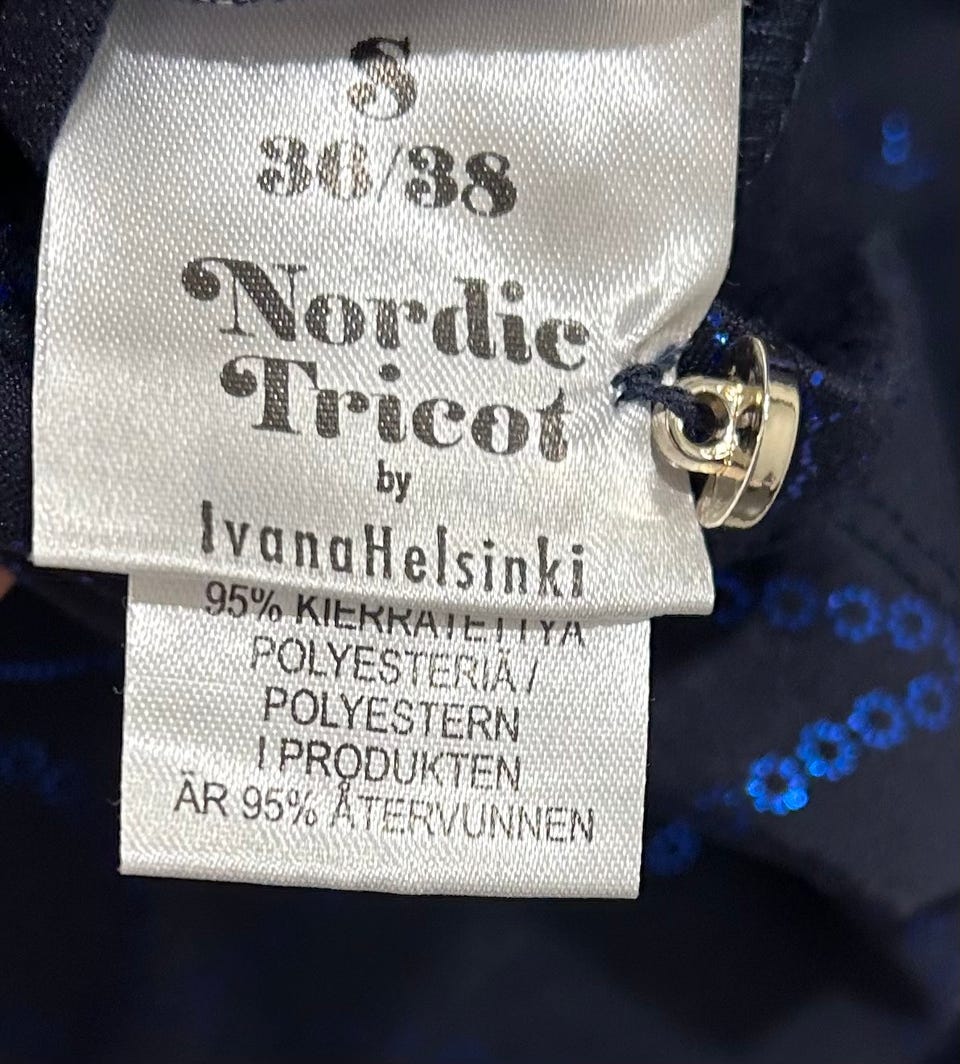 S
36/38
Nordic
Tricot
by
IvanaHelsinki
95% KIERRÄTETTYÄ
POLYESTERIÄ /
POLYESTERN
I PRODUKTEN
ÄR 95% ÅTERVUNNEN